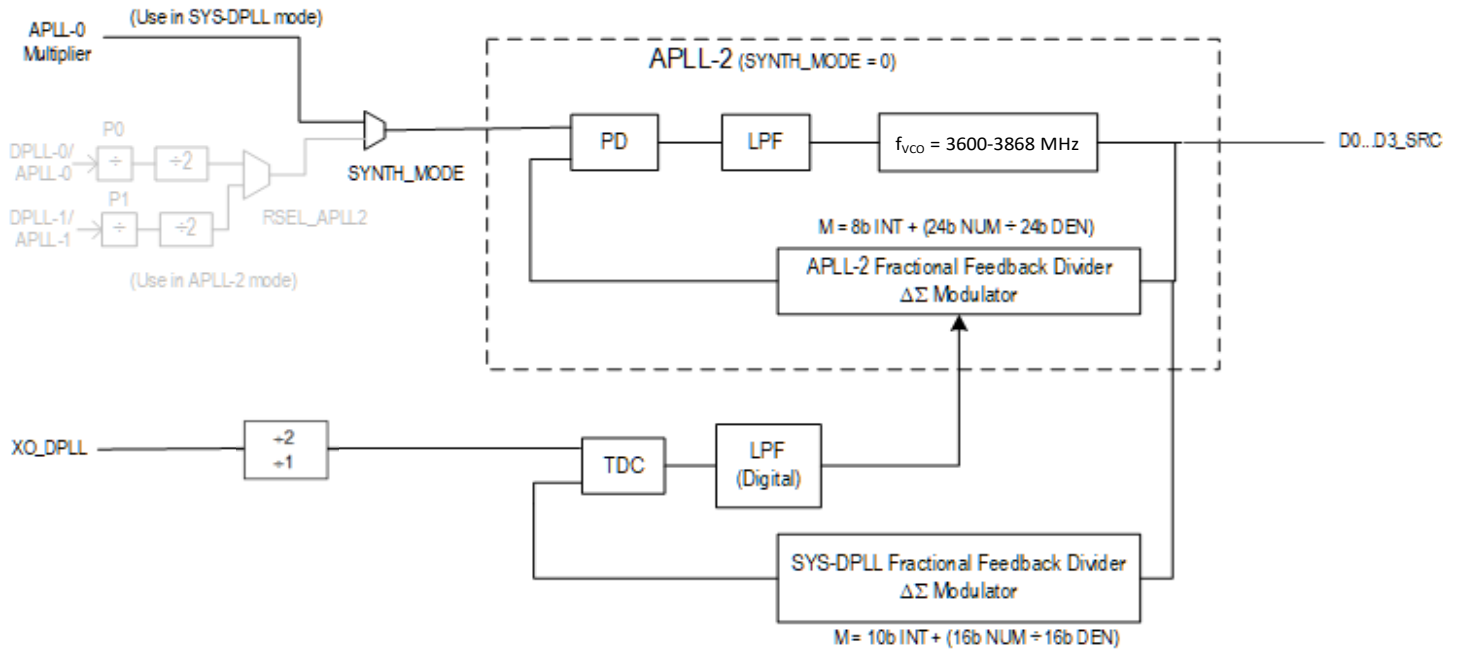 (Use in SYS-DPLL mode)
APLL-0
Multiplier
APLL-2 (SYNTH_MODE = 0)
P0
DPLL-0/
APLL-0
÷
÷2
SYNTH_MODE
PD
LPF
fVCO = 3600-3868 MHz
D0...D3_SRC
P1
DPLL-1/
APLL-1
÷
÷2
RSEL_APLL2
(Use in APLL-2 mode)
M = 8b INT + (24b NUM ÷ 24b DEN)
APLL-2 Fractional Feedback Divider
ΔΣ Modulator
XO_DPLL
÷2
÷1
TDC
LPF
(Digital)
SYS-DPLL Fractional Feedback Divider
ΔΣ Modulator
M = 10b INT + (16b NUM ÷ 16b DEN)